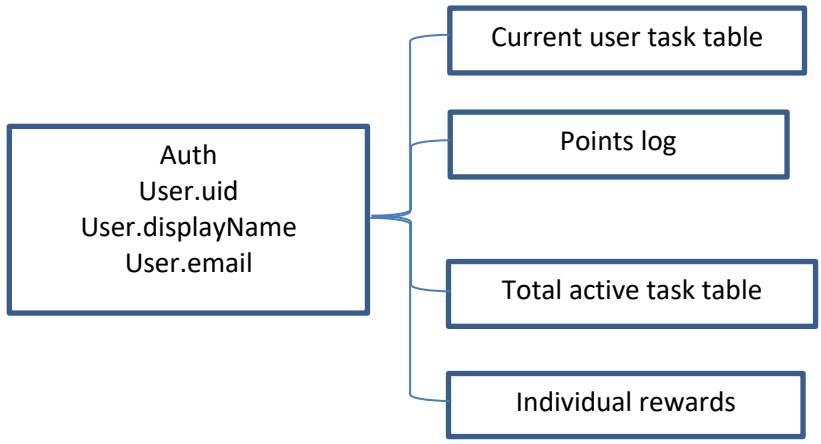 Auth
User.uid
User.displayName
User.email
Current user task table
Points log
Total active task table
Individual rewards